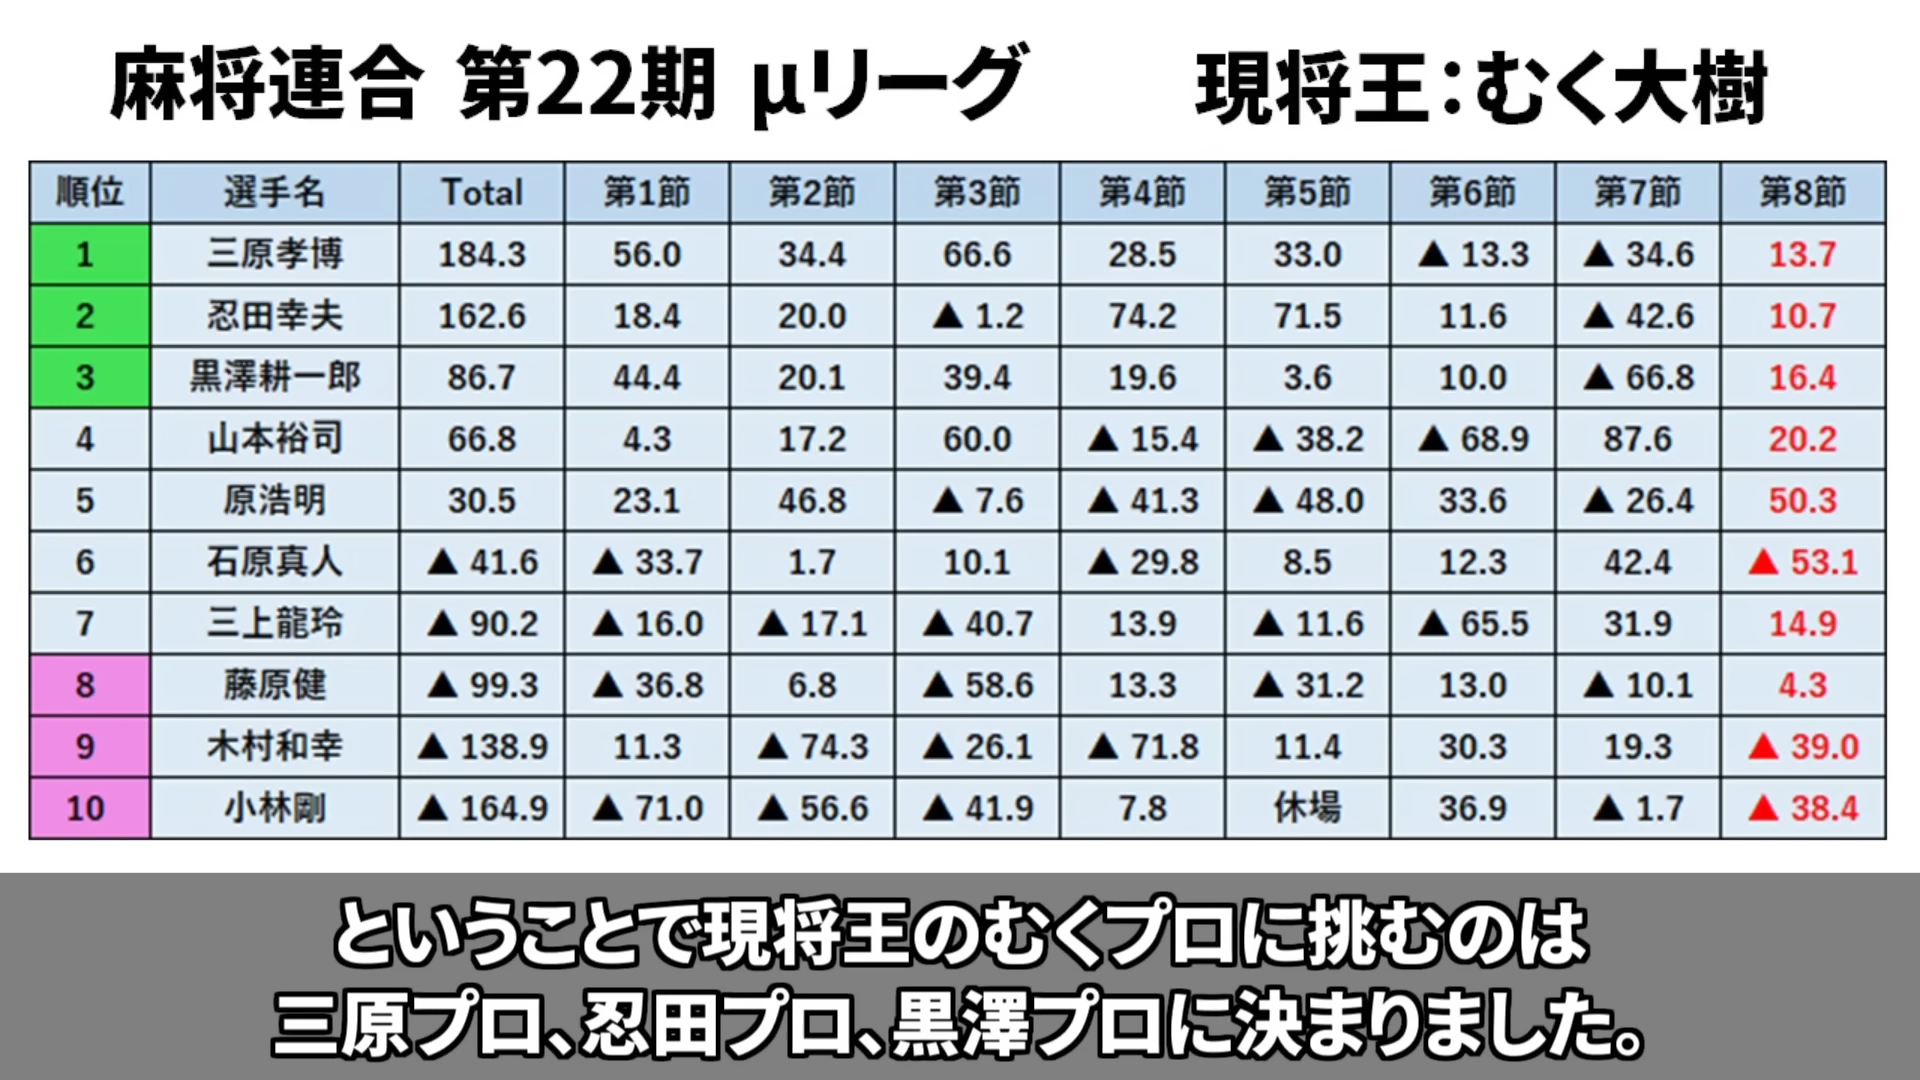 麻将連合 第22期 μリーグ 現将王：むく大樹
順位 選手名 Total 第1節 第2節 第3節 第4節 第5節 第6節 第7節 第8節
1 三原孝博 184.3 56.0 34.4 66.6 28.5 33.0 ▲ 13.3 ▲ 34.6 13.7
2 忍田幸夫 162.6 18.4 20.0 ▲ 1.2 74.2 71.5 11.6 ▲ 42.6 10.7
3 黒澤耕一郎 86.7 44.4 20.1 39.4 19.6 3.6 10.0 ▲ 66.8 16.4
4 山本裕司 66.8 4.3 17.2 60.0 ▲ 15.4 ▲ 38.2 ▲ 68.9 87.6 20.2
5 原浩明 30.5 23.1 46.8 ▲ 7.6 ▲ 41.3 ▲ 48.0 33.6 ▲ 26.4 50.3
6 石原真人 ▲ 41.6 ▲ 33.7 1.7 10.1 ▲ 29.8 8.5 12.3 42.4 ▲ 53.1
7 三上龍玲 ▲ 90.2 ▲ 16.0 ▲ 17.1 ▲ 40.7 13.9 ▲ 11.6 ▲ 65.5 31.9 14.9
8 藤原健 ▲ 99.3 ▲ 36.8 6.8 ▲ 58.6 13.3 ▲ 31.2 13.0 ▲ 10.1 4.3
9 木村和幸 ▲ 138.9 11.3 ▲ 74.3 ▲ 26.1 ▲ 71.8 11.4 30.3 19.3 ▲ 39.0
10 小林剛 ▲ 164.9 ▲ 71.0 ▲ 56.6 ▲ 41.9 7.8 休場 36.9 ▲ 1.7 ▲ 38.4
ということで現将王のむくプロに挑むのは
三原プロ、忍田プロ、黒澤プロに決まりました。